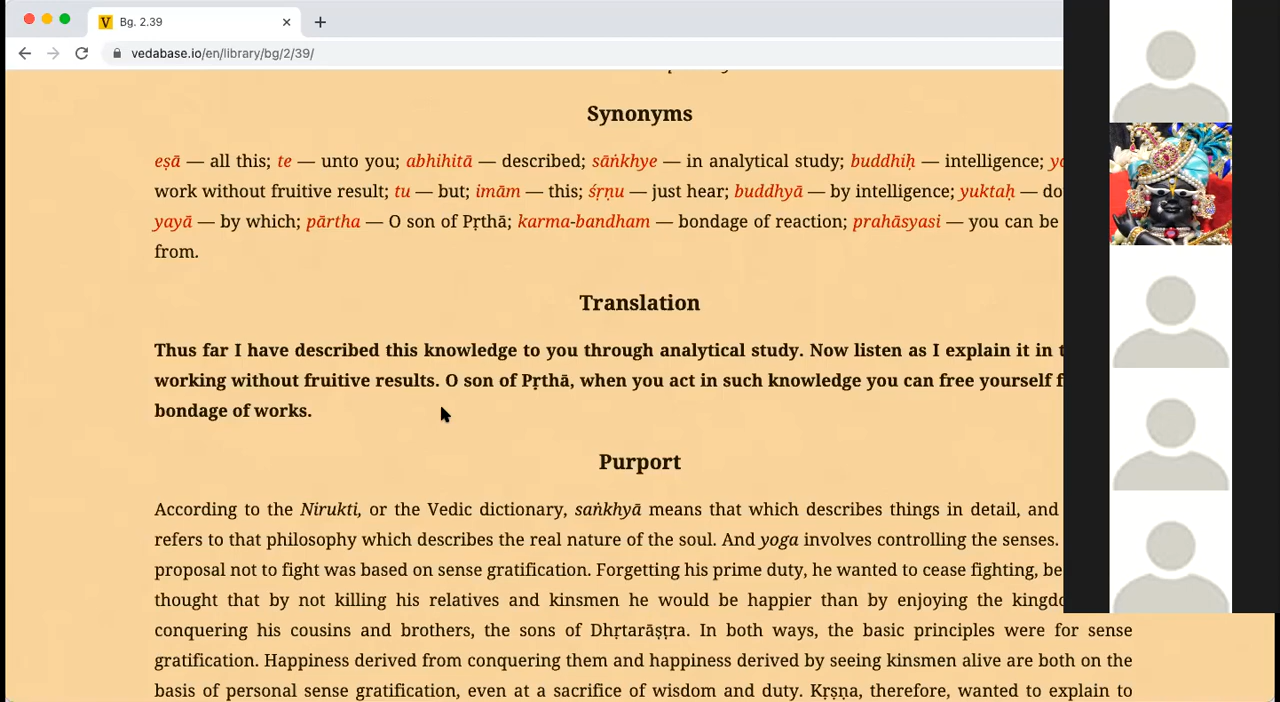 Bg. 2.39
vedabase.io/en/library/bg/2/39/
Synonyms
eṣā — all this; te — unto you; abhihitā — described; sāṅkhye — in analytical study; buddhiḥ — intelligence;
work without fruitive result; tu — but; imām — this; śṛṇu — just hear; buddhyā — by intelligence; yuktaḥ —
yayā — by which; pārtha — O son of Pṛthā; karma-bandham — bondage of reaction; prahāsyasi — you can be
from.
Translation
Thus far I have described this knowledge to you through analytical study. Now listen as I explain it in
working without fruitive results. O son of Pṛthā, when you act in such knowledge you can free yourself
bondage of works.
Purport
According to the Nirukti, or the Vedic dictionary, saṅkhyā means that which describes things in detail, and
refers to that philosophy which describes the real nature of the soul. And yoga involves controlling the senses.
proposal not to fight was based on sense gratification. Forgetting his prime duty, he wanted to cease fighting,
thought that by not killing his relatives and kinsmen he would be happier than by enjoying the
conquering his cousins and brothers, the sons of Dhṛtarāṣṭra. In both ways, the basic principles were for sense
gratification. Happiness derived from conquering them and happiness derived by seeing kinsmen alive are both on the
basis of personal sense gratification, even at a sacrifice of wisdom and duty. Kṛṣṇa, therefore, wanted to explain to